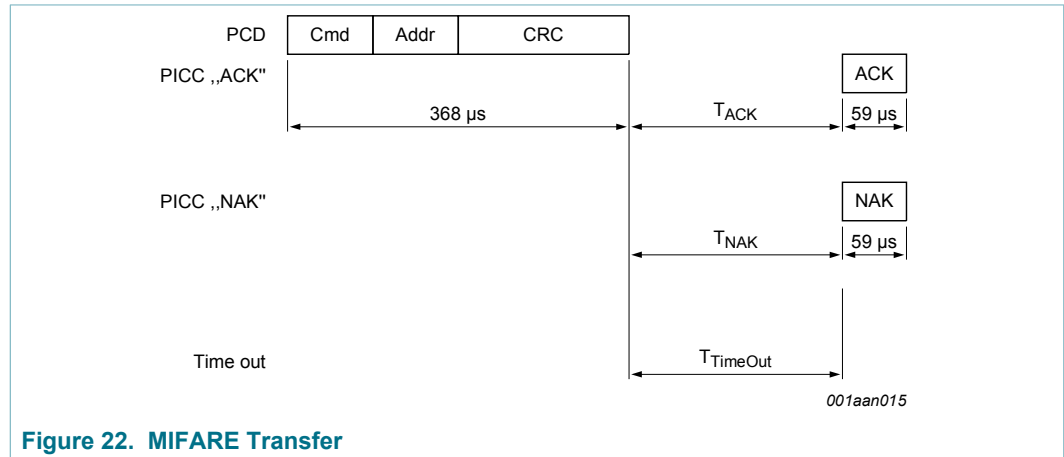 PCD Cmd Addr CRC
PICC ,,ACK" ACK
368 µs TACK 59 µs
PICC ,,NAK" NAK
TNAK 59 µs
Time out TTimeOut
001aan015
Figure 22. MIFARE Transfer